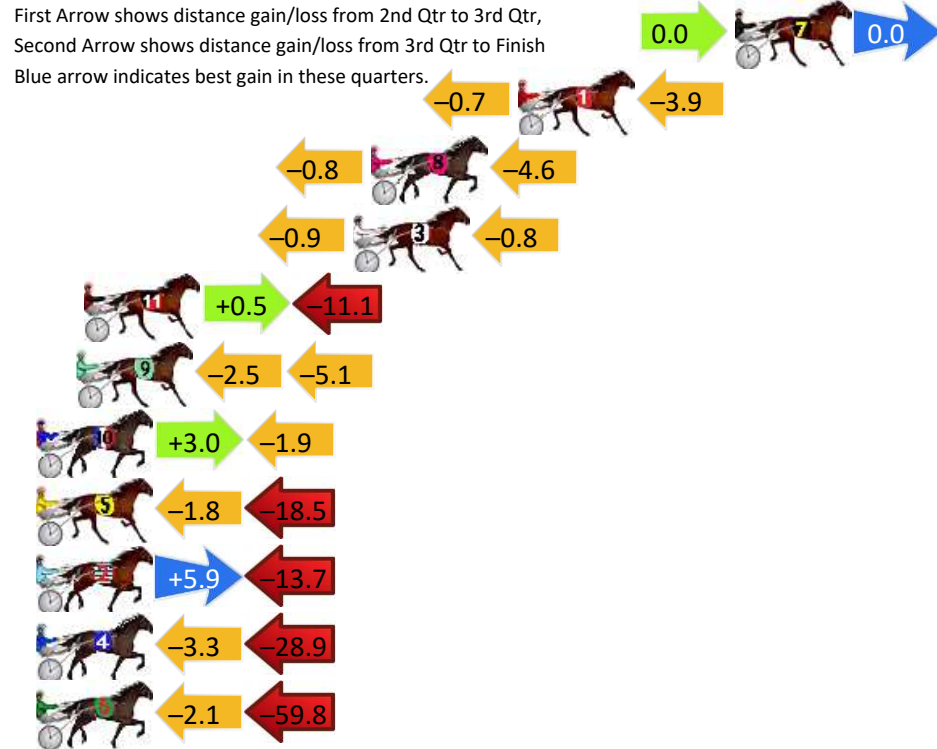 First Arrow shows distance gain/loss from 2nd Qtr to 3rd Qtr,
Second Arrow shows distance gain/loss from 3rd Qtr to Finish
Blue arrow indicates best gain in these quarters.
0.0 7 0.0
–0.7 1 –3.9
–0.8 8 –4.6
–0.9 3 –0.8
11 +0.5 –11.1
9 –2.5 –5.1
10 +3.0 –1.9
5 –1.8 –18.5
2 +5.9 –13.7
4 –3.3 –28.9
6 –2.1 –59.8